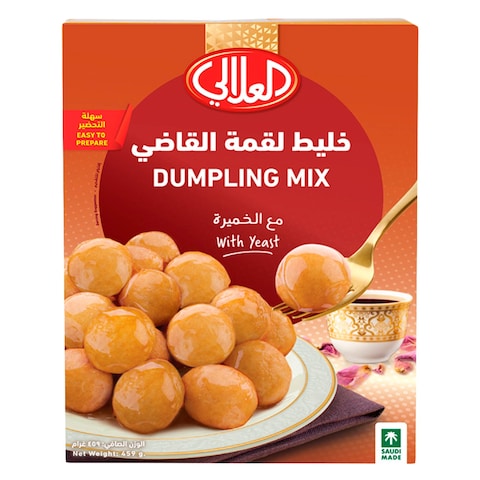 العلالي
سهلة
التحضير
EASY TO
PREPARE
خليط لقمة القاضي
DUMPLING MIX
مع الخميرة
With Yeast
الوزن الصافي: ٤٥٩ غرام
Net Weight: 459 g.
SAUDI
MADE